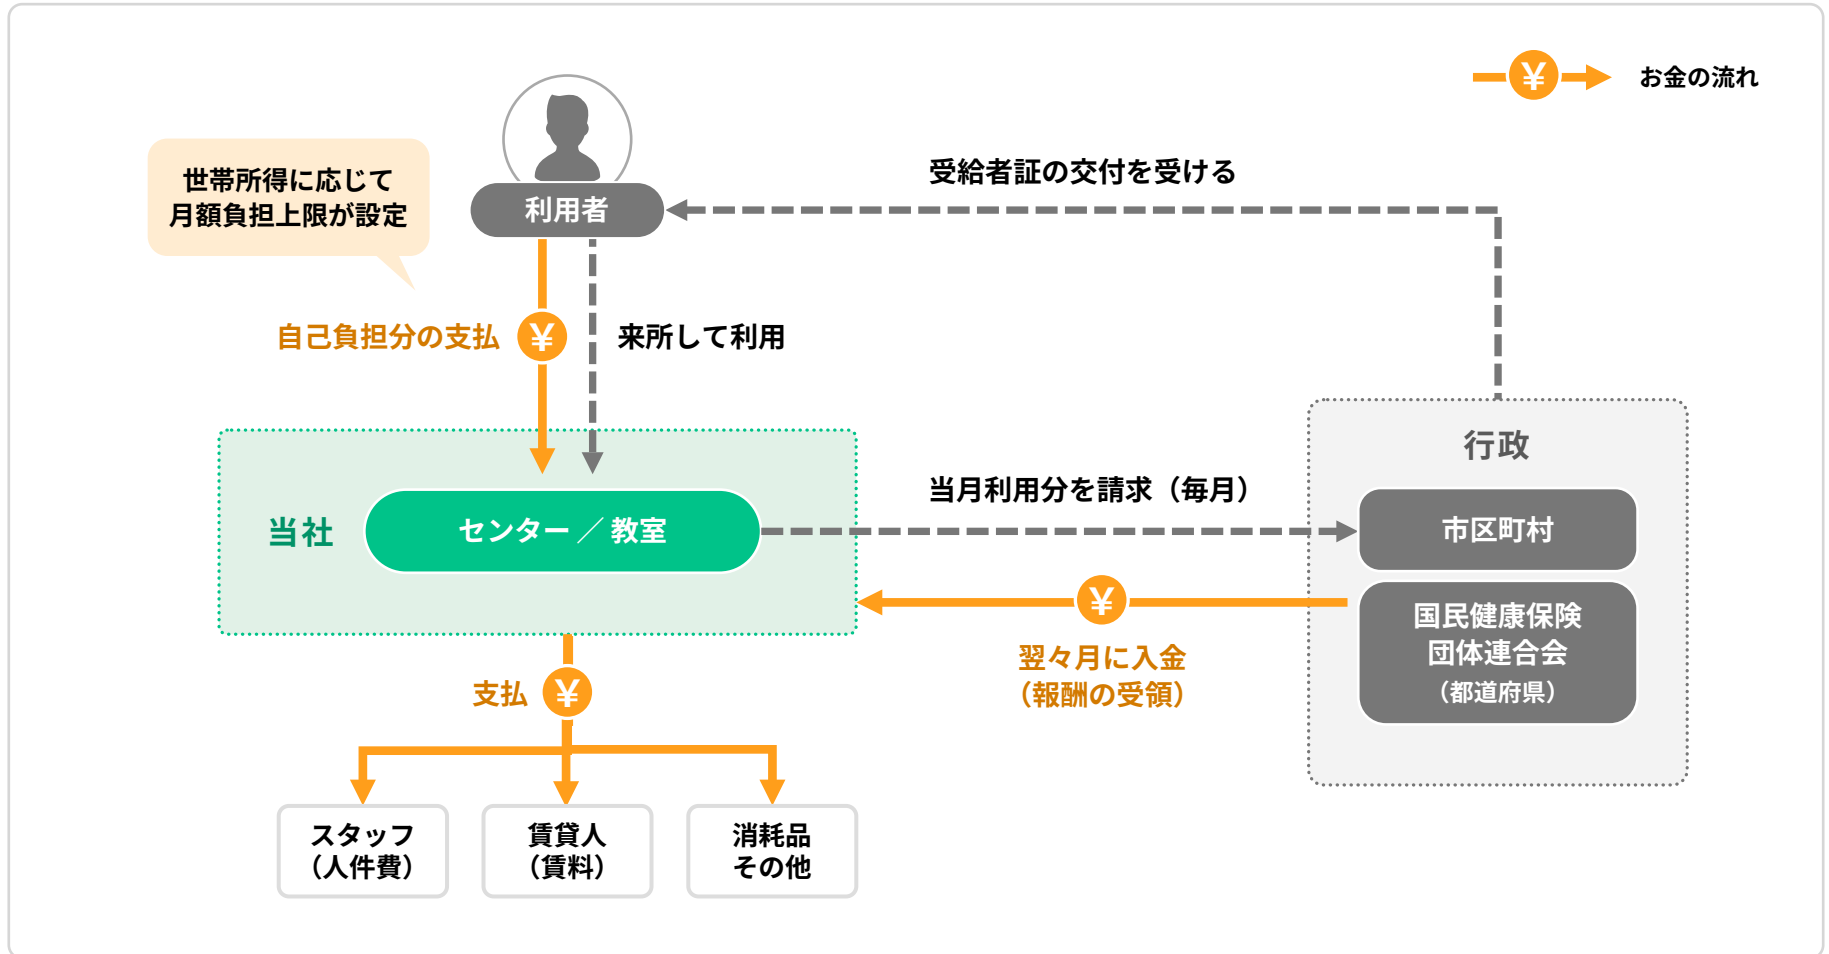 ¥
お金の流れ
世帯所得に応じて
月額負担上限が設定
利用者
受給者証の交付を受ける
自己負担分の支払
¥
来所して利用
当社
センター ／ 教室
当月利用分を請求（毎月）
行政
市区町村
国民健康保険
団体連合会
（都道府県）
¥
翌々月に入金
（報酬の受領）
支払
¥
スタッフ
（人件費）
賃貸人
（賃料）
消耗品
その他